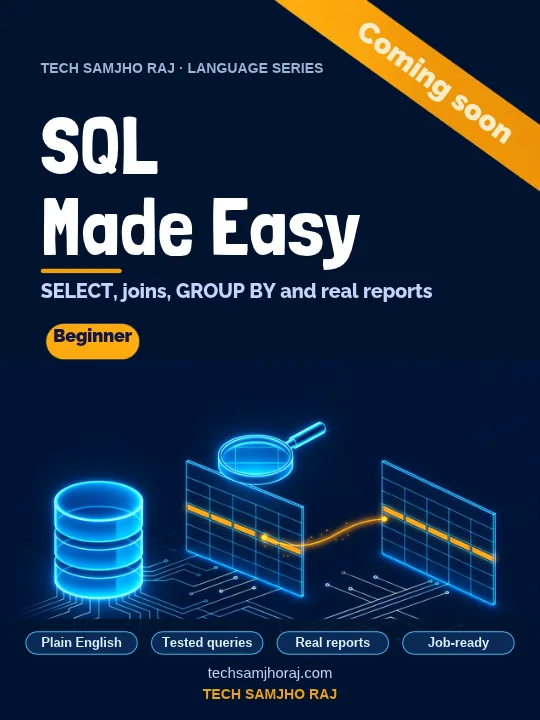 TECH SAMJHO RAJ · LANGUAGE SERIES
Coming soon
SQL
Made Easy
SELECT, joins, GROUP BY and real reports
Beginner
Plain English
Tested queries
Real reports
Job-ready
techsamjhoraj.com
TECH SAMJHO RAJ